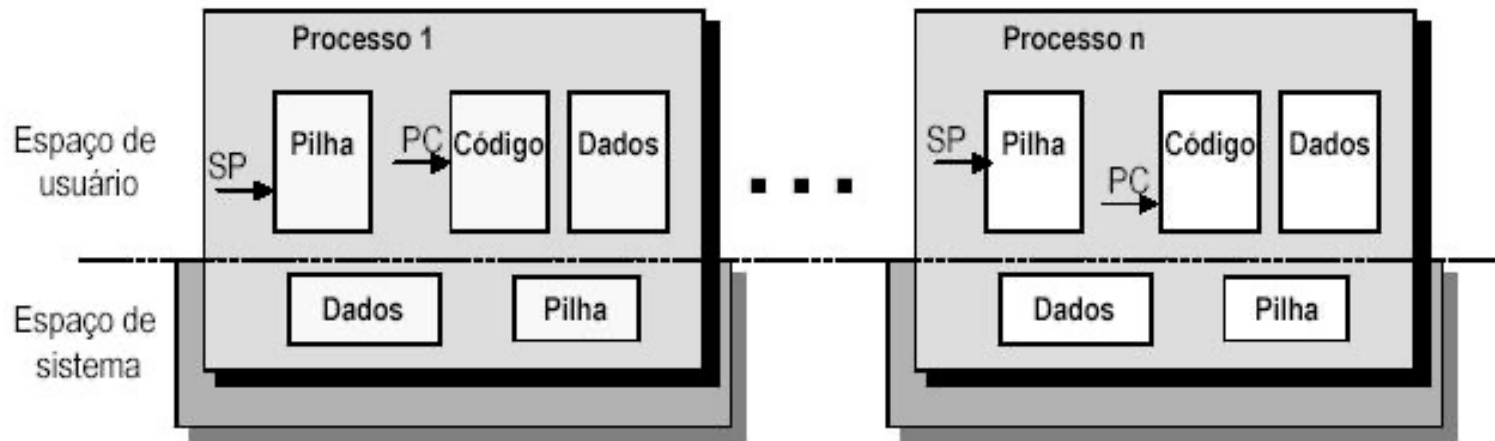 Processo 1
Processo n
Espaço de
usuário
SP
Pilha
PC
Código
Dados
SP
Pilha
PC
Código
Dados
Espaço de
sistema
Dados
Pilha
Dados
Pilha